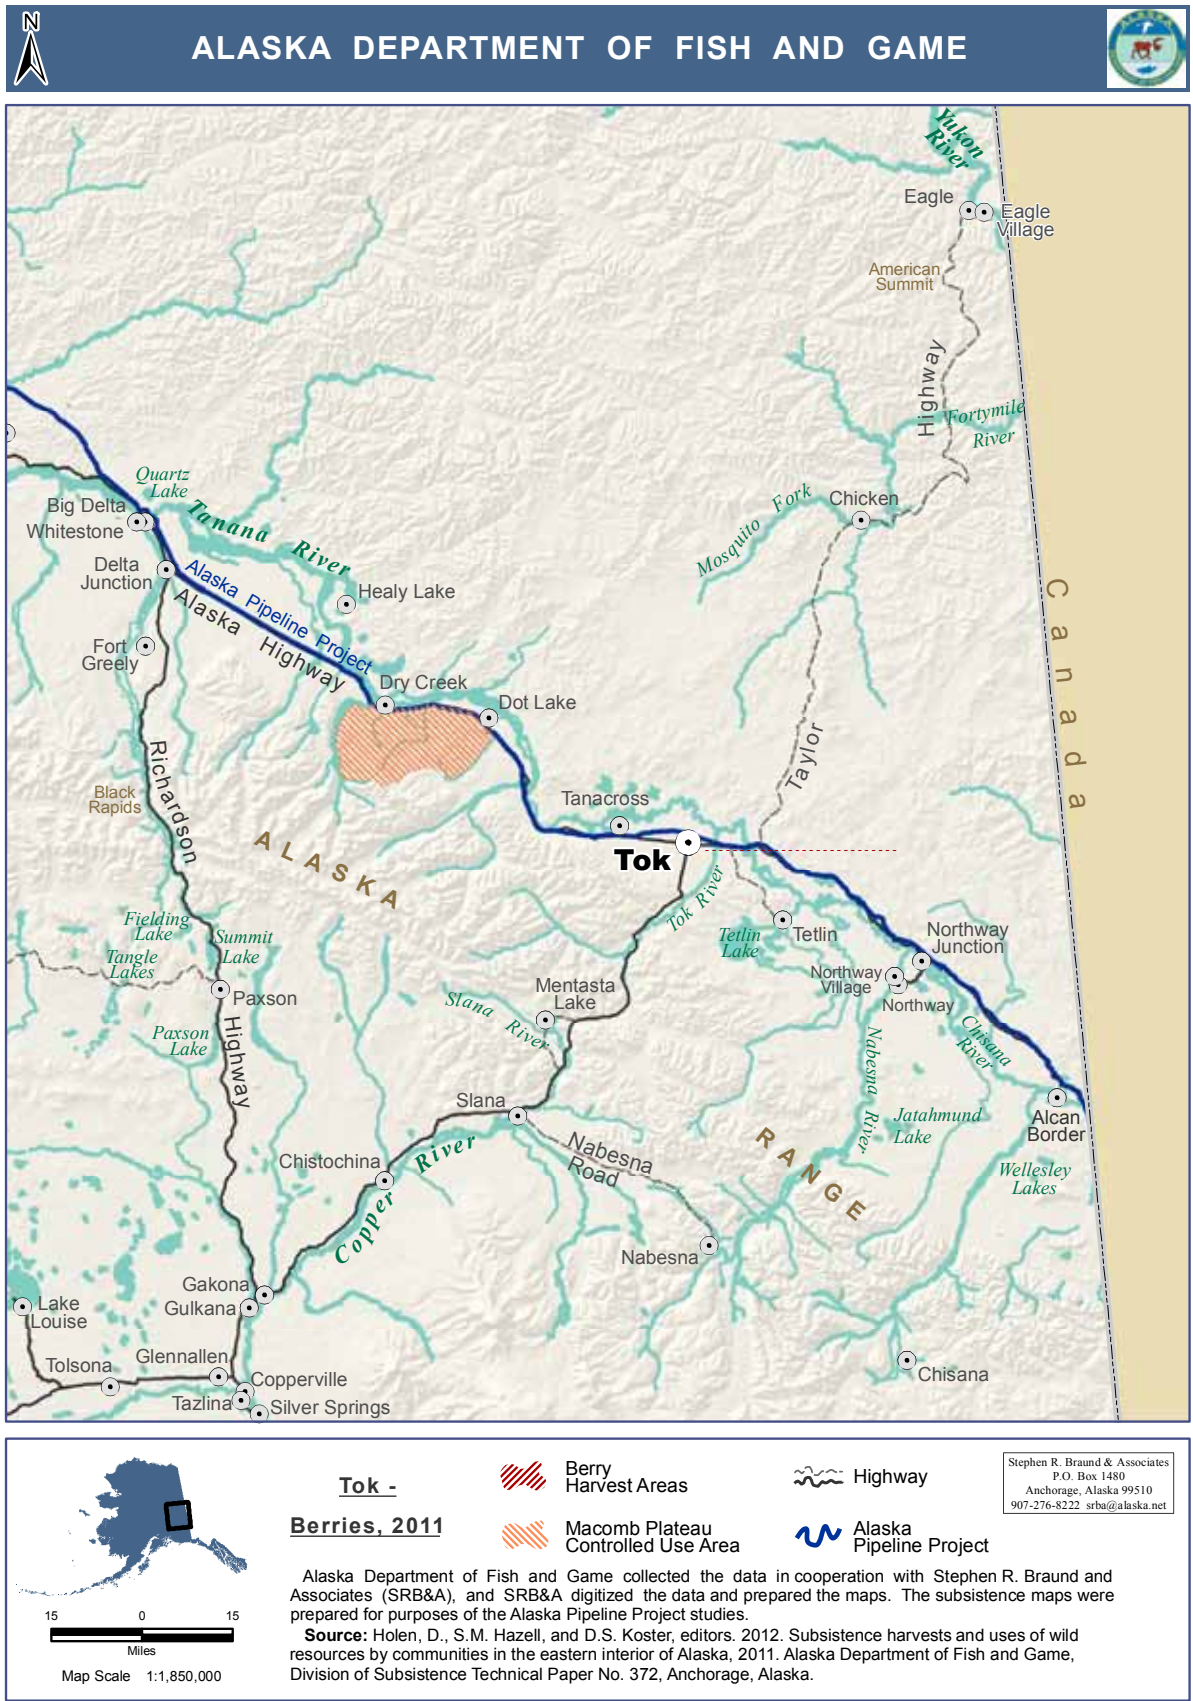 N
ALASKA DEPARTMENT OF FISH AND GAME
Yukon
River
Eagle
Eagle
Village
American
Summit
Highway
Fortymile
River
Quartz
Lake
Big Delta
Whitestone
Tanana River
Chicken
Mosquito Fork
Delta
Junction
Alaska Pipeline Project
Alaska Highway
Healy Lake
Canada
Fort
Greely
Dry Creek
Dot Lake
Richardson
Taylor
Black
Rapids
Tanacross
ALASKA
Tok
Tok River
Fielding
Lake
Summit
Lake
Tangle
Lakes
Tetlin
Lake
Tetlin
Northway
Junction
Northway
Village
Northway
Paxson
Mentasta
Lake
Slana River
Paxson
Lake
Highway
Chisana
River
Nabesna River
Slana
Jatahmund
Lake
Alcan
Border
Nabesna
Road
RANGE
Chistochina
Copper River
Wellesley
Lakes
Nabesna
Gakona
Gulkana
Lake
Louise
Glennallen
Tolsona
Copperville
Tazlina
Silver Springs
Chisana
Tok -
Berries, 2011
Berry
Harvest Areas
Macomb Plateau
Controlled Use Area
Highway
Alaska
Pipeline Project
Stephen R. Braund & Associates
P.O. Box 1480
Anchorage, Alaska 99510
907-276-8222 srba@alaska.net
15 0 15
Miles
Map Scale 1:1,850,000
Alaska Department of Fish and Game collected the data in cooperation with Stephen R. Braund and
Associates (SRB&A), and SRB&A digitized the data and prepared the maps. The subsistence maps were
prepared for purposes of the Alaska Pipeline Project studies.
Source: Holen, D., S.M. Hazell, and D.S. Koster, editors. 2012. Subsistence harvests and uses of wild
resources by communities in the eastern interior of Alaska, 2011. Alaska Department of Fish and Game,
Division of Subsistence Technical Paper No. 372, Anchorage, Alaska.